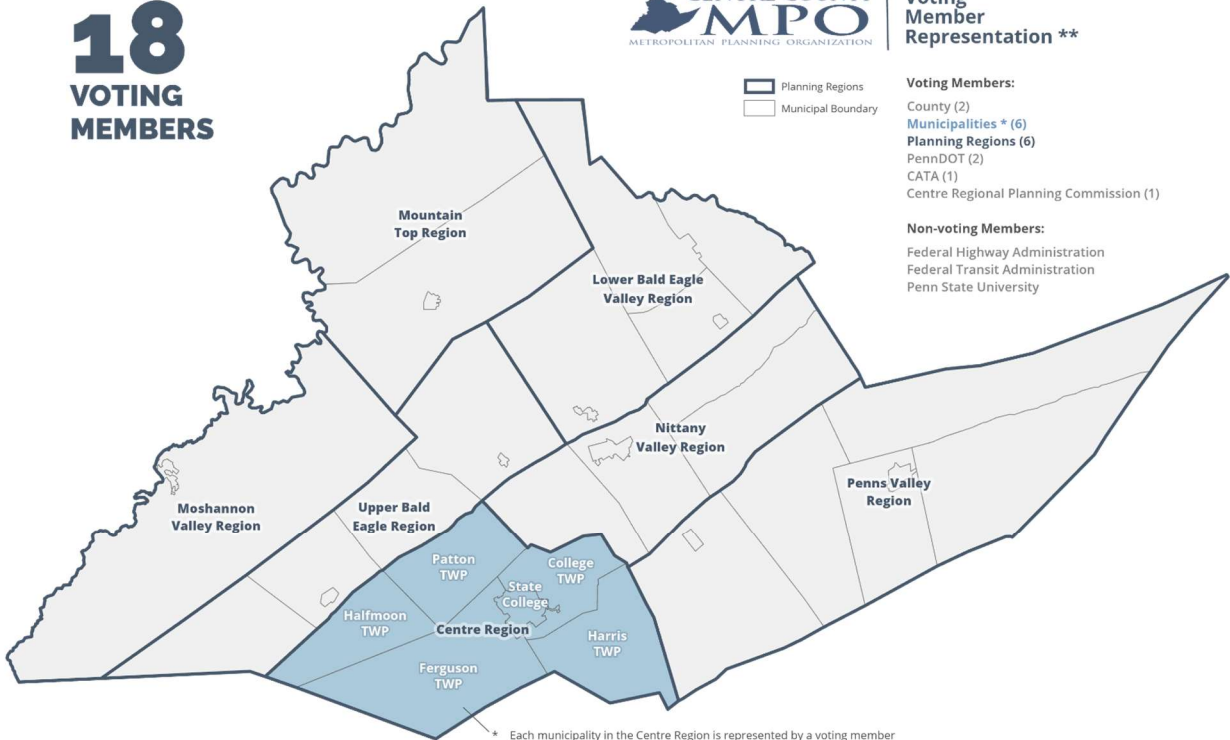 18
VOTING
MEMBERS
MPO
METROPOLITAN PLANNING ORGANIZATION
Voting
Member
Representation **
Planning Regions
Municipal Boundary
Voting Members:
County (2)
Municipalities * (6)
Planning Regions (6)
PennDOT (2)
CATA (1)
Centre Regional Planning Commission (1)
Non-voting Members:
Federal Highway Administration
Federal Transit Administration
Penn State University
Mountain
Top Region
Lower Bald Eagle
Valley Region
Nittany
Valley Region
Penns Valley
Region
Moshannon
Valley Region
Upper Bald
Eagle Region
Patton
TWP
College
TWP
State
College
Halfmoon
TWP
Centre Region
Harris
TWP
Ferguson
TWP
* Each municipality in the Centre Region is represented by a voting member